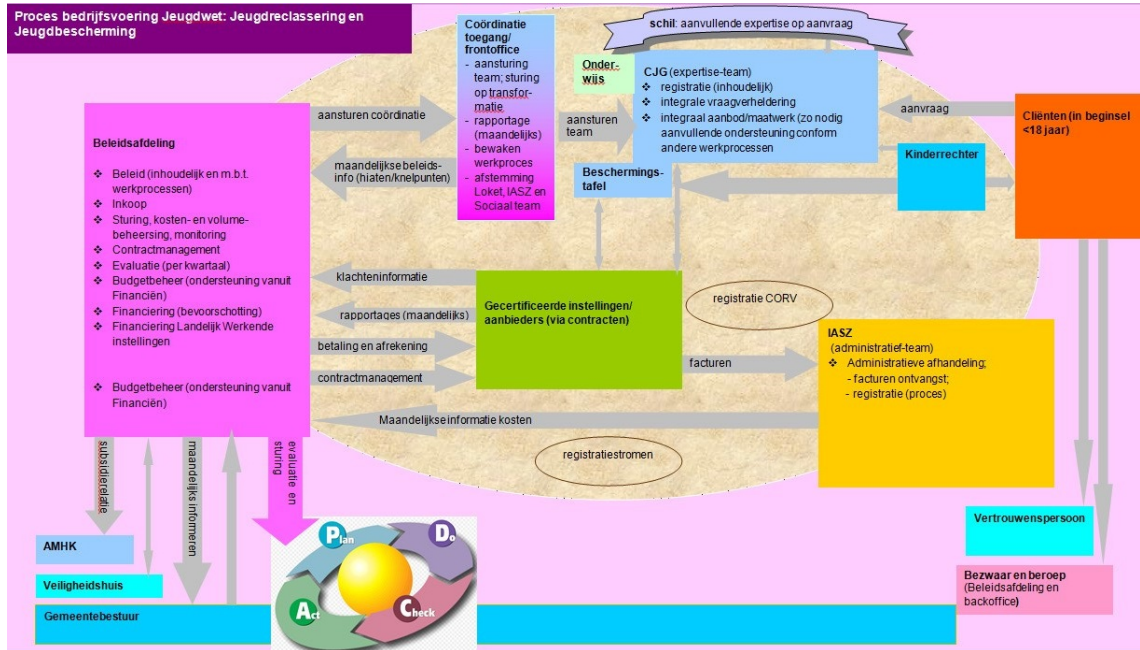 Proces bedrijfsvoering Jeugdwet: Jeugdreclassering en
Jeugdbescherming
Coördinatie
toegang/
frontoffice
- aansturing
team; sturing
op transfor-
matie
- rapportage
(maandelijks)
- bewaken
werkproces
- afstemming
Loket, IASZ en
Sociaal team
schil: aanvullende expertise op aanvraag
Onder-
wijs
CJG (expertise-team)
❖ registratie (inhoudelijk)
❖ integrale vraagverheldering
❖ integraal aanbod/maatwerk (zo nodig
aanvullende ondersteuning conform
andere werkprocessen)
Beschermings-
tafel
aanvraag
Cliënten (in beginsel
<18 jaar)
Kinderrechter
aansturen coördinatie
aansturen
team
maandelijkse beleids-
info (hiaten/knelpunten)
Beleidsafdeling
❖ Beleid (inhoudelijk en m.b.t.
werkprocessen)
❖ Inkoop
❖ Sturing, kosten- en volume-
beheersing, monitoring
❖ Contractmanagement
❖ Evaluatie (per kwartaal)
❖ Budgetbeheer (ondersteuning vanuit
Financiën)
❖ Financiering (bevoorschotting)
❖ Financiering Landelijk Werkende
instellingen
❖ Budgetbeheer (ondersteuning vanuit
Financiën)
klachteninformatie
rapportages (maandelijks)
betaling en afrekening
contractmanagement
Gecertificeerde instellingen/
aanbieders (via contracten)
registratie CORV
facturen
IASZ
(administratief-team)
❖ Administratieve afhandeling;
- facturen ontvangst;
- registratie (proces)
Maandelijkse informatie kosten
registratiestromen
subsidierelatie
maandelijks informeren
evaluatie en
sturing
AMHK
Veiligheidshuis
Gemeentebestuur
Plan
Do
Check
Act
Vertrouwenspersoon
Bezwaar en beroep
(Beleidsafdeling en
backoffice)